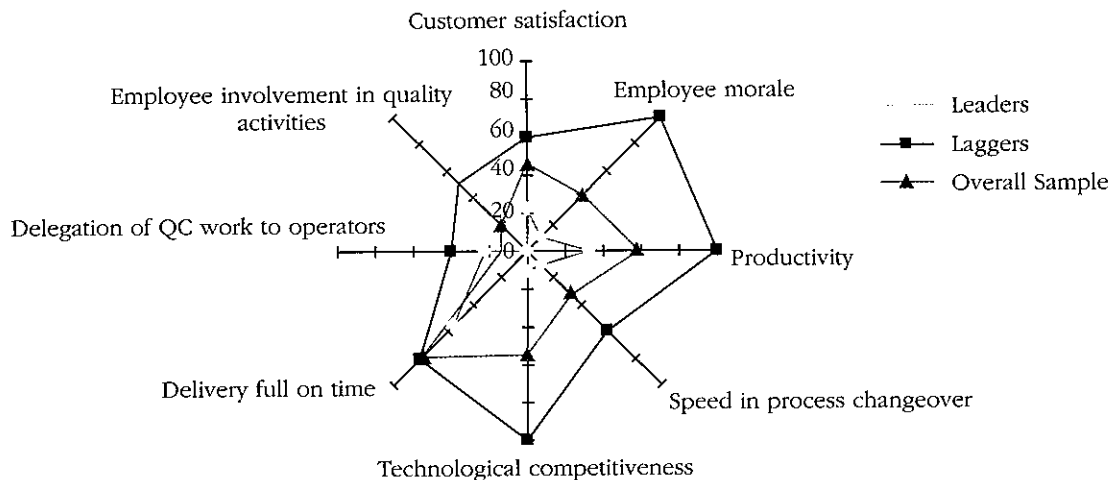 Customer satisfaction
100
80
60
40
20
0
Employee morale
Employee involvement in quality
activities
Leaders
Laggers
Overall Sample
Delegation of QC work to operators
Productivity
Delivery full on time
Speed in process changeover
Technological competitiveness